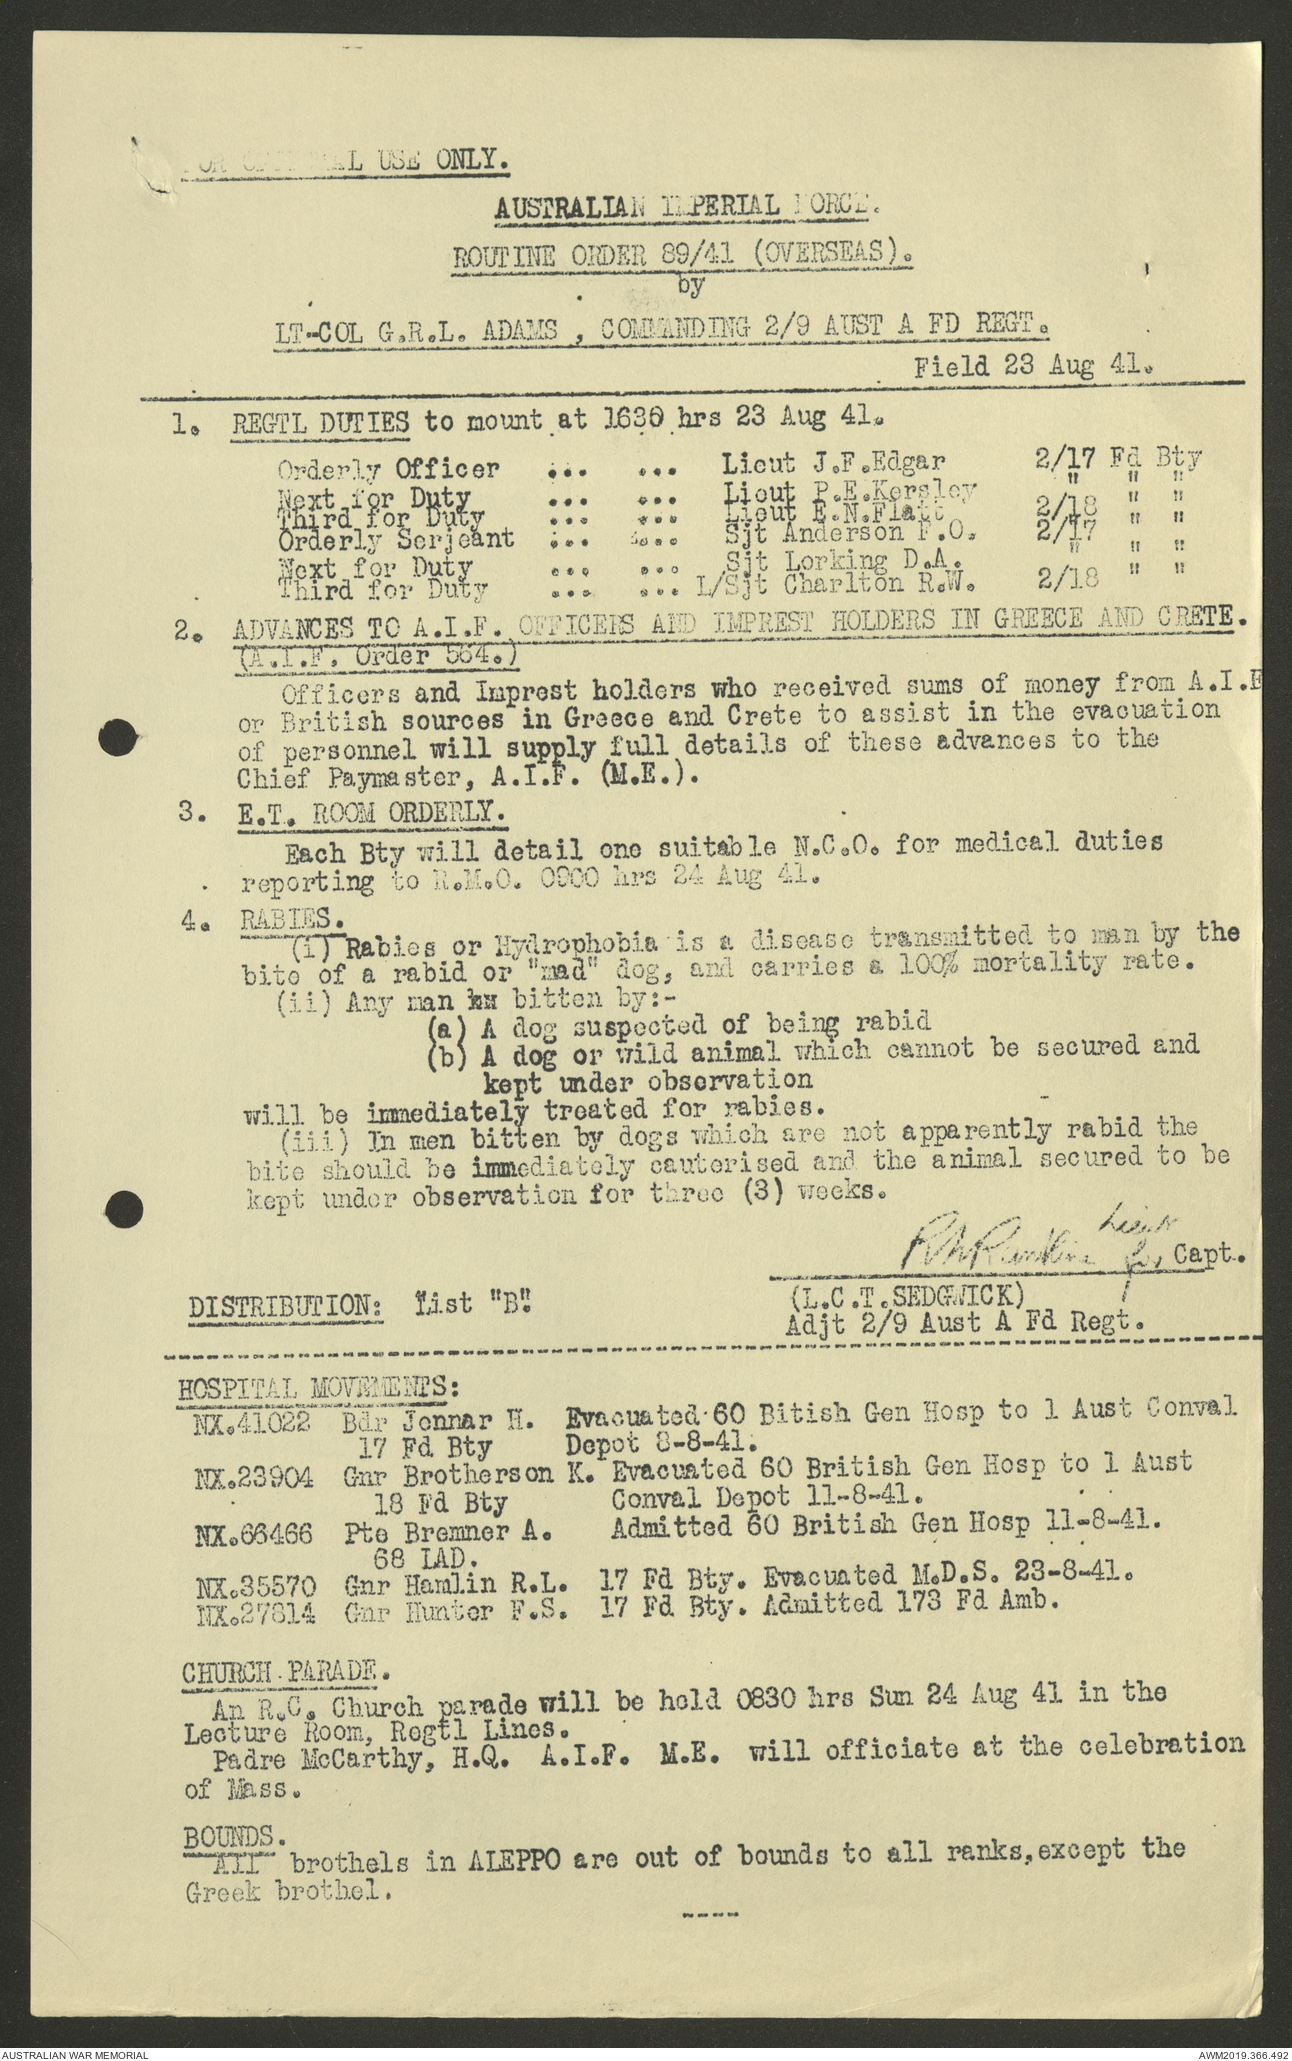 FOR OFFICIAL USE ONLY.
AUSTRALIAN IMPERIAL FORCE.
ROUTINE ORDER 89/41 (OVERSEAS).
by
LT-COL G.R.L. ADAMS , COMMANDING 2/9 AUST A FD REGT.
Field 23 Aug 41.
1. REGTL DUTIES to mount at 1630 hrs 23 Aug 41.
Orderly Officer ... ... Lieut J.F.Edgar 2/17 Fd Bty
Next for Duty ... ... Lieut P.E.Kersley " " "
Third for Duty ... ... Lieut E.N.Flatt 2/18 " "
Orderly Serjeant ... ... Sjt Anderson F.O. 2/17 " "
Next for Duty ... ... Sjt Lorking D.A. " " "
Third for Duty ... ... L/Sjt Charlton R.W. 2/18 " "
2. ADVANCES TO A.I.F. OFFICERS AND IMPREST HOLDERS IN GREECE AND CRETE.
(A.I.F. Order 564.)
Officers and Imprest holders who received sums of money from A.I.F
or British sources in Greece and Crete to assist in the evacuation
of personnel will supply full details of these advances to the
Chief Paymaster, A.I.F. (M.E.).
3. E.T. ROOM ORDERLY.
Each Bty will detail one suitable N.C.O. for medical duties
reporting to R.M.O. 0900 hrs 24 Aug 41.
4. RABIES.
(i) Rabies or Hydrophobia is a disease transmitted to man by the
bite of a rabid or "mad" dog, and carries a 100% mortality rate.
(ii) Any man bitten by:-
(a) A dog suspected of being rabid
(b) A dog or wild animal which cannot be secured and
kept under observation
will be immediately treated for rabies.
(iii) In men bitten by dogs which are not apparently rabid the
bite should be immediately cauterised and the animal secured to be
kept under observation for three (3) weeks.
Lieut
for Capt.
(L.C.T.SEDGWICK)
DISTRIBUTION: List "B".
Adjt 2/9 Aust A Fd Regt.
HOSPITAL MOVEMENTS:
NX.41022 Bdr Jennar H. Evacuated 60 Bitish Gen Hosp to 1 Aust Conval
17 Fd Bty Depot 8-8-41.
NX.23904 Gnr Brotherson K. Evacuated 60 British Gen Hosp to 1 Aust
18 Fd Bty Conval Depot 11-8-41.
NX.66466 Pte Bremner A. Admitted 60 British Gen Hosp 11-8-41.
68 LAD.
NX.35570 Gnr Hamlin R.L. 17 Fd Bty. Evacuated M.D.S. 23-8-41.
NX.27814 Gnr Hunter F.S. 17 Fd Bty. Admitted 173 Fd Amb.
CHURCH PARADE.
An R.C. Church parade will be held 0830 hrs Sun 24 Aug 41 in the
Lecture Room, Regtl Lines.
Padre McCarthy, H.Q. A.I.F. M.E. will officiate at the celebration
of Mass.
BOUNDS.
All brothels in ALEPPO are out of bounds to all ranks, except the
Greek brothel.
AUSTRALIAN WAR MEMORIAL
AWM2019.366.492